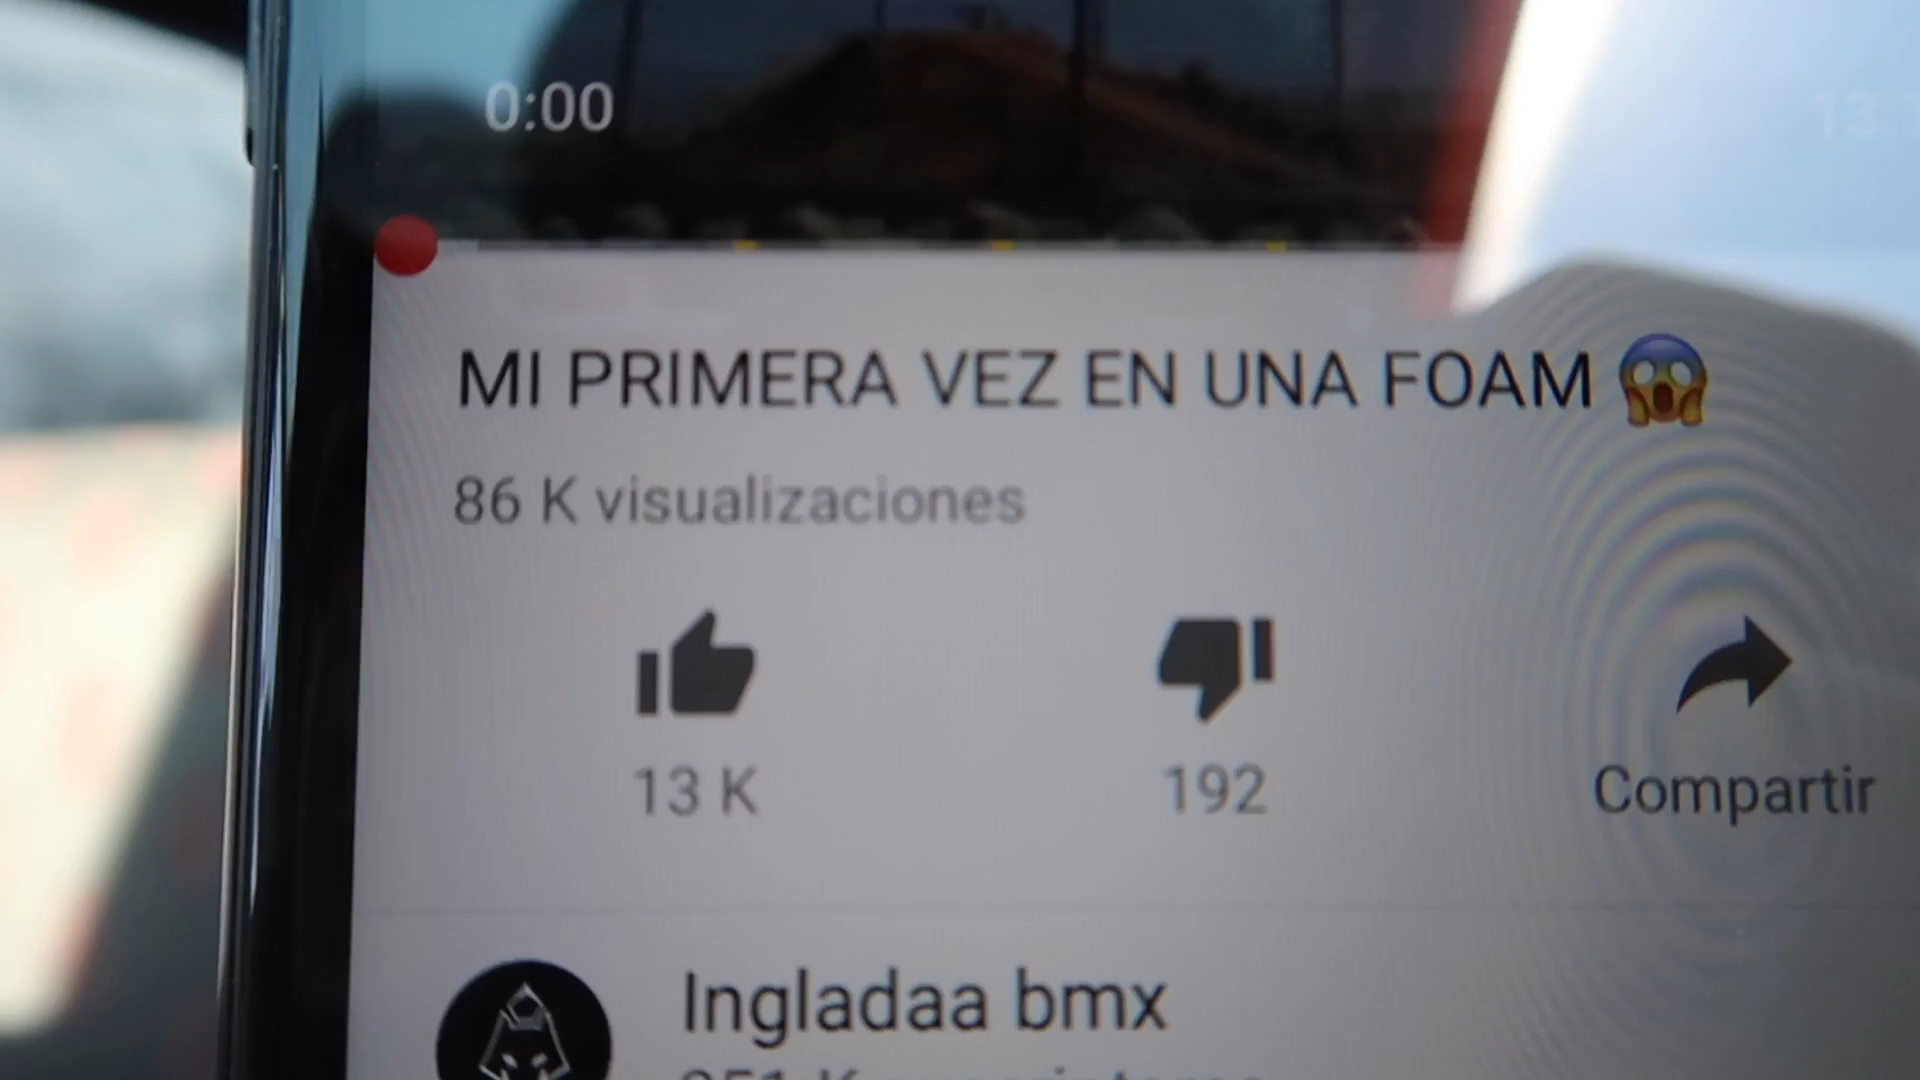 0:00
MI PRIMERA VEZ EN UNA FOAM 😱
86 K visualizaciones
13 K
192
Compartir
Ingladaa bmx